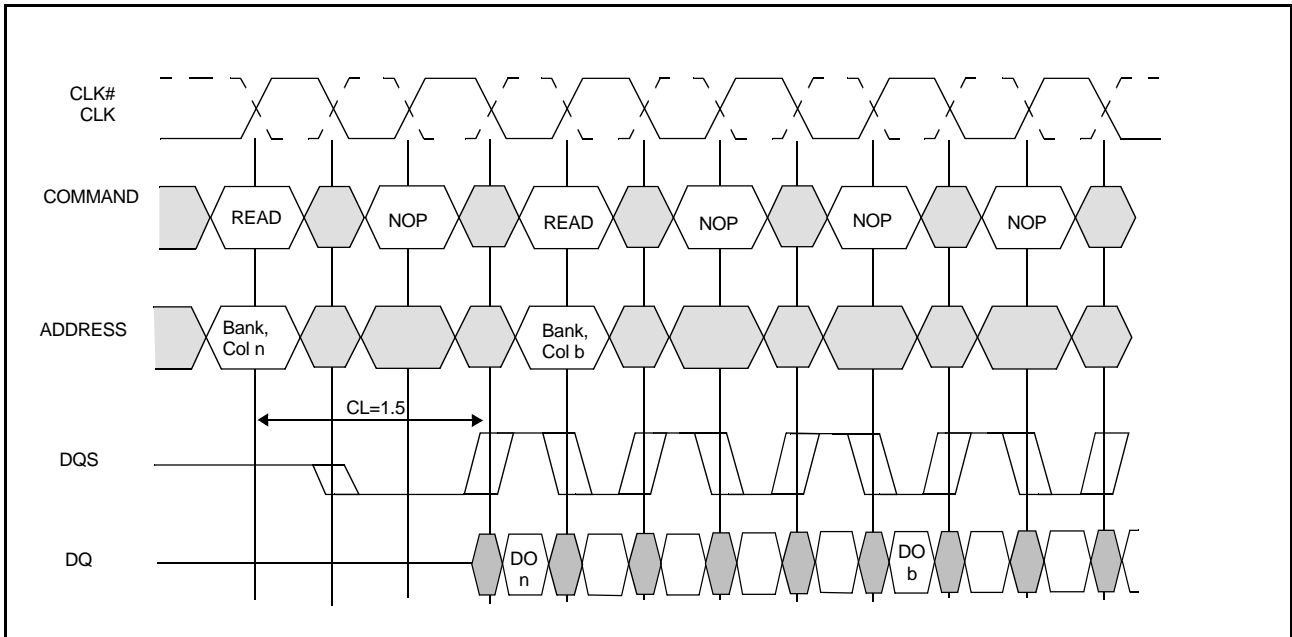 CLK#
CLK
COMMAND
READ
NOP
READ
NOP
NOP
NOP
ADDRESS
Bank,
Col n
Bank,
Col b
CL=1.5
DQS
DQ
DO
n
DO
b